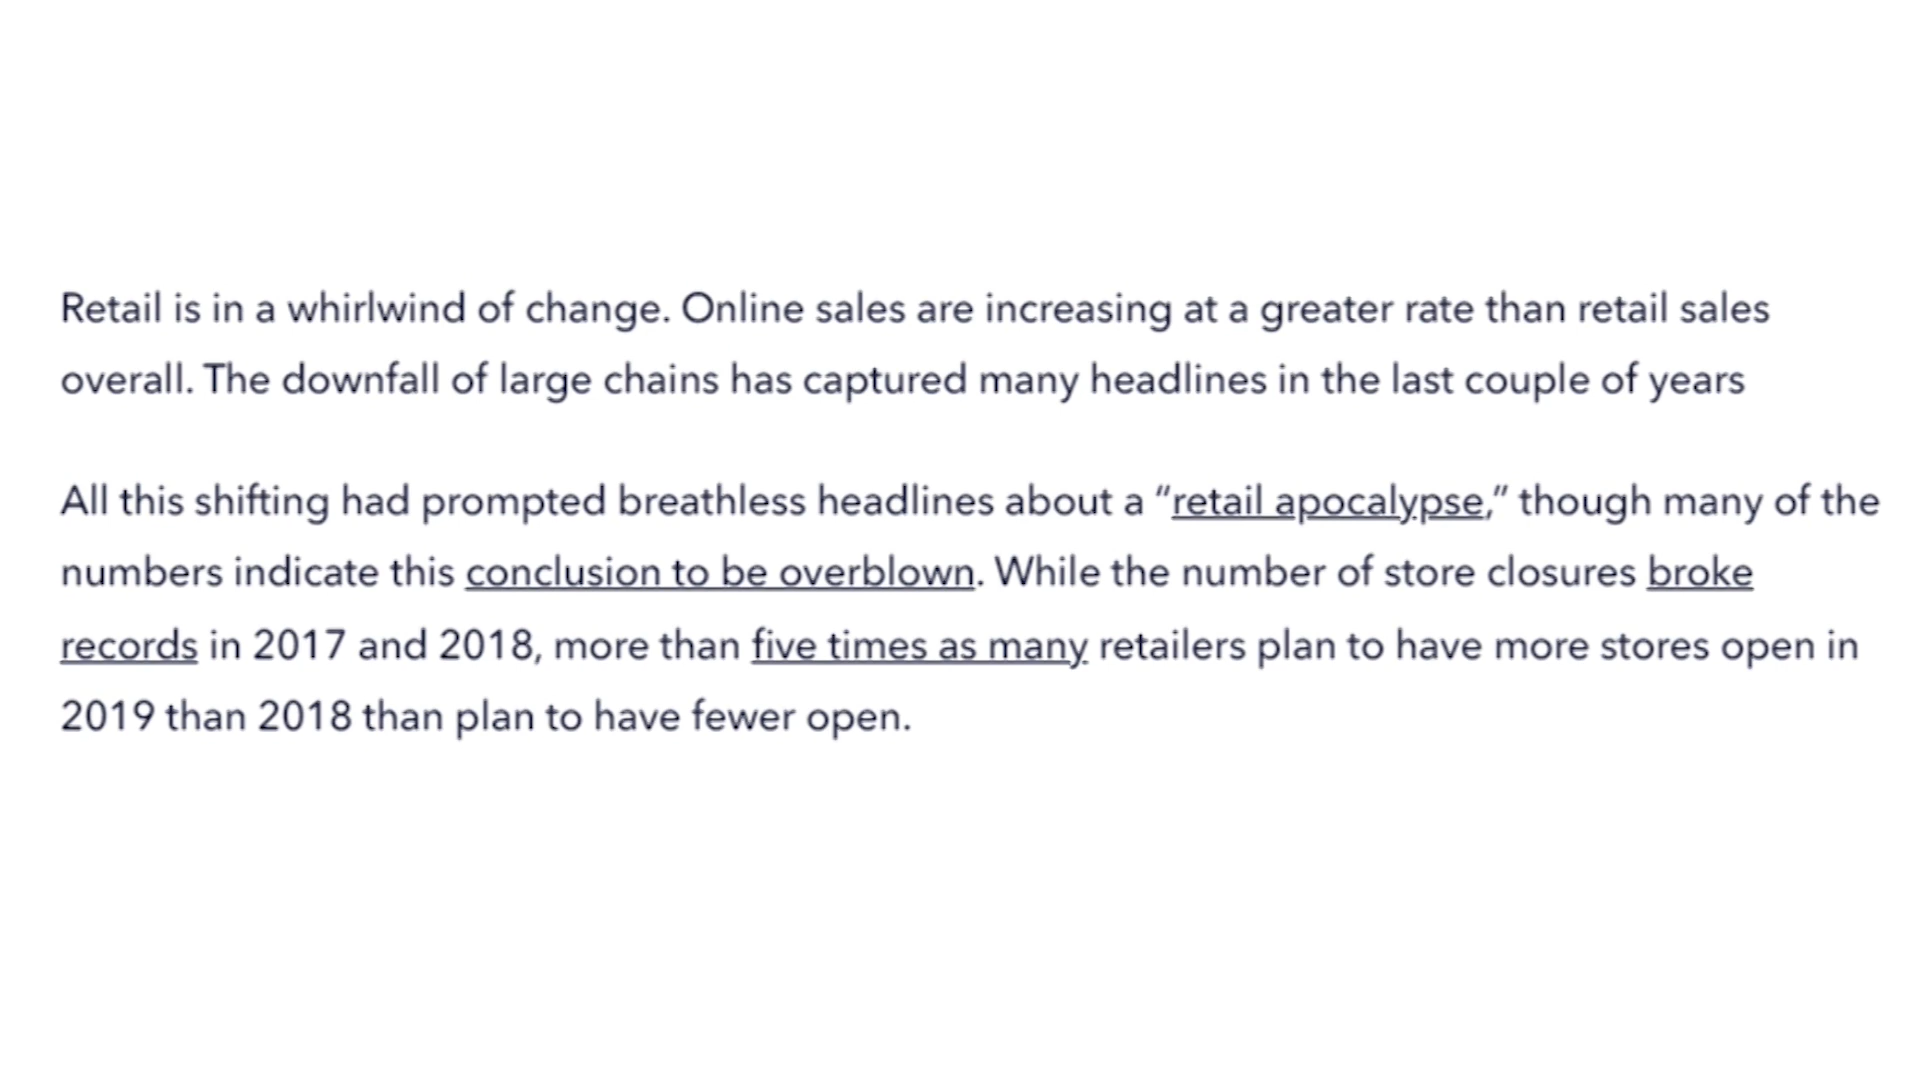 Retail is in a whirlwind of change. Online sales are increasing at a greater rate than retail sales
overall. The downfall of large chains has captured many headlines in the last couple of years
All this shifting had prompted breathless headlines about a “retail apocalypse,” though many of the
numbers indicate this conclusion to be overblown. While the number of store closures broke
records in 2017 and 2018, more than five times as many retailers plan to have more stores open in
2019 than 2018 than plan to have fewer open.